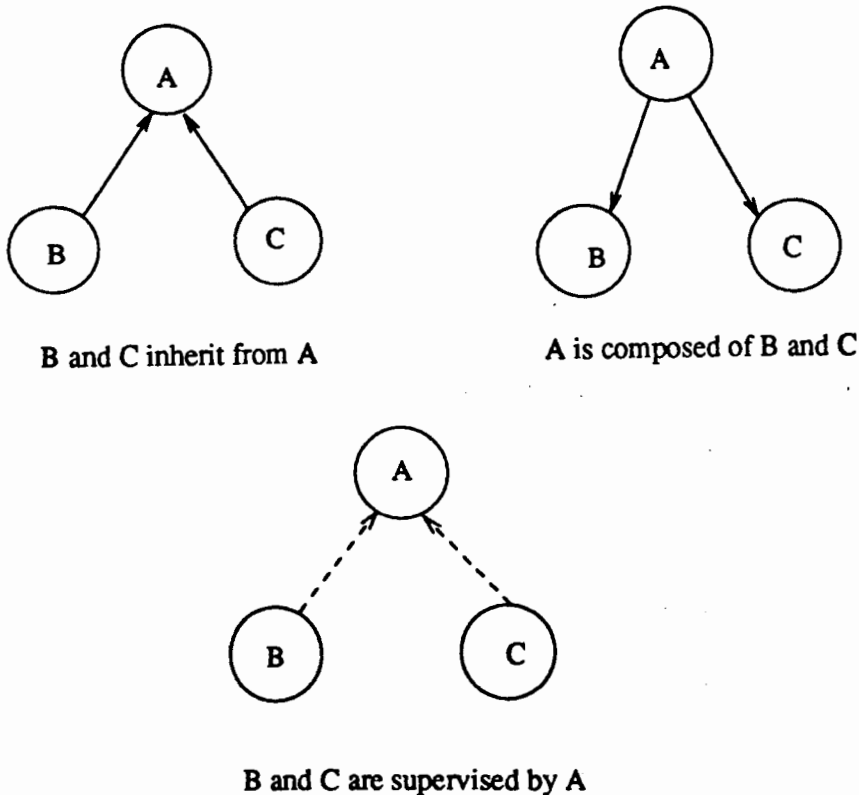 A
B
C
B and C inherit from A
A
B
C
A is composed of B and C
A
B
C
B and C are supervised by A